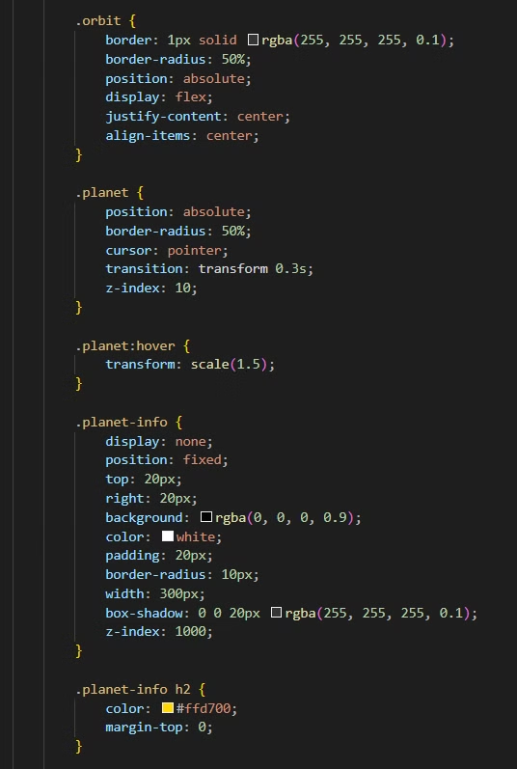 .orbit {
    border: 1px solid rgba(255, 255, 255, 0.1);
    border-radius: 50%;
    position: absolute;
    display: flex;
    justify-content: center;
    align-items: center;
}
.planet {
    position: absolute;
    border-radius: 50%;
    cursor: pointer;
    transition: transform 0.3s;
    z-index: 10;
}
.planet:hover {
    transform: scale(1.5);
}
.planet-info {
    display: none;
    position: fixed;
    top: 20px;
    right: 20px;
    background: rgba(0, 0, 0, 0.9);
    color: white;
    padding: 20px;
    border-radius: 10px;
    width: 300px;
    box-shadow: 0 0 20px rgba(255, 255, 255, 0.1);
    z-index: 1000;
}
.planet-info h2 {
    color: #ffd700;
    margin-top: 0;
}